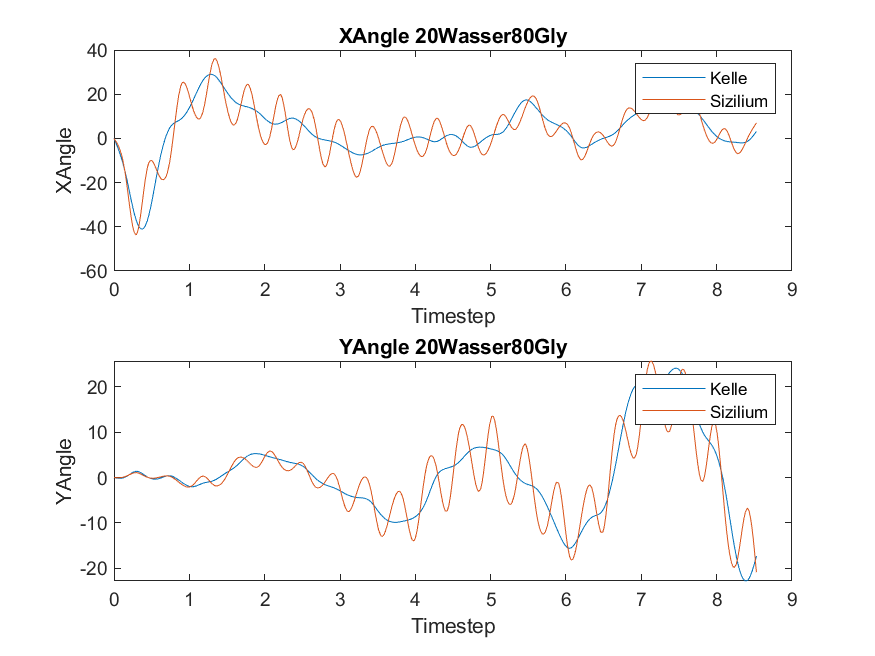 XAngle 20Wasser80Gly
40
20
0
-20
-40
-60
XAngle
Kelle
Sizilium
0 1 2 3 4 5 6 7 8 9
Timestep
YAngle 20Wasser80Gly
20
10
0
-10
-20
YAngle
Kelle
Sizilium
0 1 2 3 4 5 6 7 8 9
Timestep